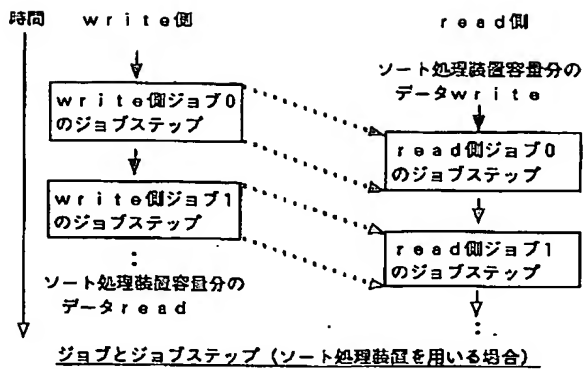 時間 write側 read側
ソート処理装置容量分の
データwrite
write側ジョブ0
のジョブステップ
read側ジョブ0
のジョブステップ
write側ジョブ1
のジョブステップ
read側ジョブ1
のジョブステップ
:
ソート処理装置容量分の
データread
:
ジョブとジョブステップ（ソート処理装置を用いる場合）